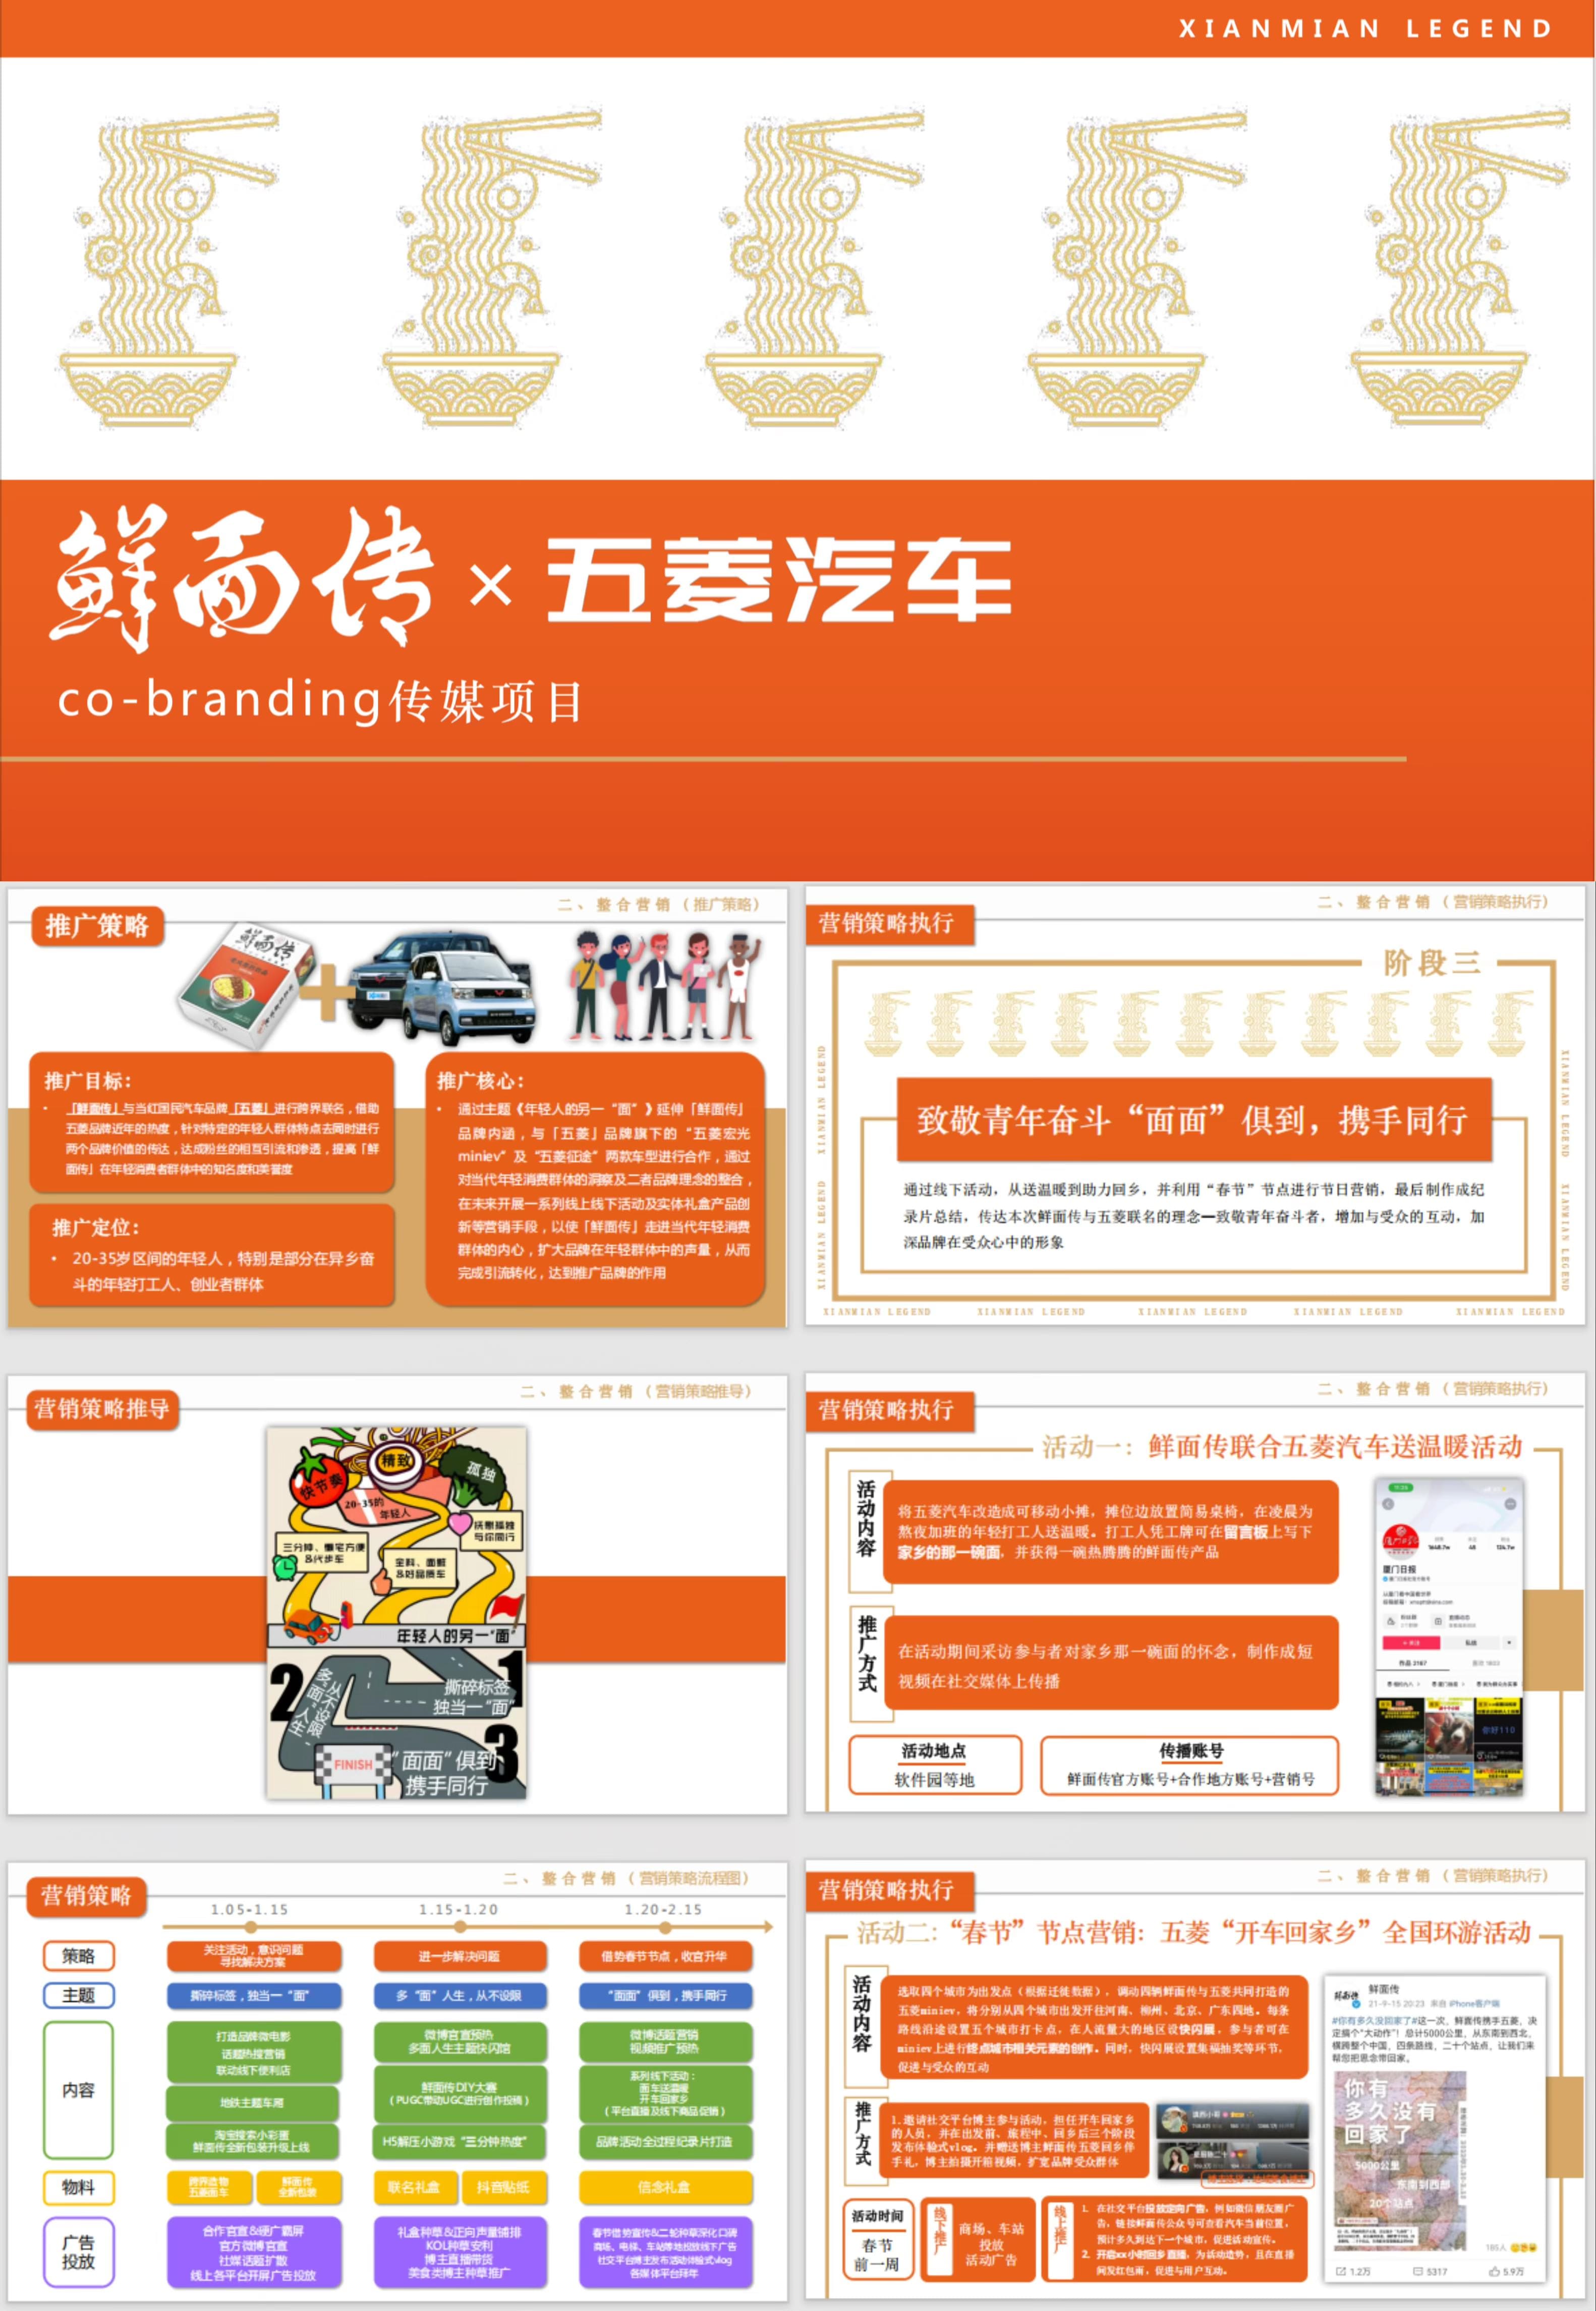 XIANMIAN LEGEND
鲜面传×五菱汽车
co-branding传媒项目
二、整合营销（推广策略）
推广策略
鲜面传
推广目标：
• 「鲜面传」与当红国民汽车品牌「五菱」进行跨界联名，借助
五菱品牌近年的热度，针对特定的年轻人群体特点去同时进行
两个品牌价值的传达，达成粉丝的相互引流和渗透，提高「鲜
面传」在年轻消费者群体中的知名度和美誉度
推广定位：
• 20-35岁区间的年轻人，特别是部分在异乡奋
斗的年轻打工人、创业者群体
推广核心：
• 通过主题《年轻人的另一“面”》延伸「鲜面传」
品牌内涵，与「五菱」品牌旗下的“五菱宏光
miniev”及“五菱征途”两款车型进行合作，通过
对当代年轻消费群体的洞察及二者品牌理念的整合，
在未来开展一系列线上线下活动及实体礼盒产品创
新等营销手段，以使「鲜面传」走进当代年轻消费
群体的内心，扩大品牌在年轻群体中的声量，从而
完成引流转化，达到推广品牌的作用
二、整合营销（营销策略执行）
营销策略执行
阶段三
致敬青年奋斗“面面”俱到，携手同行
通过线下活动，从送温暖到助力回乡，并利用“春节”节点进行节日营销，最后制作成纪
录片总结，传达本次鲜面传与五菱联名的理念—致敬青年奋斗者，增加与受众的互动，加
深品牌在受众心中的形象
XIANMIAN LEGEND
XIANMIAN LEGEND
XIANMIAN LEGEND
XIANMIAN LEGEND
XIANMIAN LEGEND XIANMIAN LEGEND XIANMIAN LEGEND XIANMIAN LEGEND XIANMIAN LEGEND
二、整合营销（营销策略推导）
营销策略推导
精致
快节奏
孤独
20-35的
年轻人
抚慰孤独
与你同行
三分钟、懒宅方便
&代步车
全料、面霸
&好品质车
年轻人的另一“面”
1
撕碎标签
独当一“面”
2
多“面”人生
从不设限
3
“面面”俱到
携手同行
FINISH
二、整合营销（营销策略执行）
营销策略执行
活动一：鲜面传联合五菱汽车送温暖活动
活动内容
将五菱汽车改造成可移动小摊，摊位边放置简易桌椅，在凌晨为
熬夜加班的年轻打工人送温暖。打工人凭工牌可在留言板上写下
家乡的那一碗面，并获得一碗热腾腾的鲜面传产品
推广方式
在活动期间采访参与者对家乡那一碗面的怀念，制作成短
视频在社交媒体上传播
活动地点
软件园等地
传播账号
鲜面传官方账号+合作地方账号+营销号
厦门日报
你好110
二、整合营销（营销策略流程图）
营销策略
1.05-1.15 1.15-1.20 1.20-2.15
策略
关注活动，意识问题
寻找解决方案
进一步解决问题
借势春节节点，收官升华
主题
撕碎标签，独当一“面”
多“面”人生，从不设限
“面面”俱到，携手同行
内容
打造品牌微电影
话题热搜营销
联动线下便利店
地铁主题车厢
淘宝搜索小彩蛋
鲜面传全新包装升级上线
微博官宣预热
多面人生主题快闪馆
鲜面传DIY大赛
（PUGC带动UGC进行创作投稿）
H5解压小游戏“三分钟热度”
微博话题营销
视频推广预热
系列线下活动：
面车送温暖
开车回家乡
（平台直播及线下商品促销）
品牌活动全过程纪录片打造
物料
跨界造物
五菱面车
鲜面传
全新包装
联名礼盒
抖音贴纸
信念礼盒
广告
投放
合作官宣&硬广霸屏
官方微博官宣
社媒话题扩散
线上各平台开屏广告投放
礼盒种草&正向声量铺排
KOL种草安利
博主直播带货
美食类博主种草推广
春节借势宣传&二轮种草深化口碑
商场、电梯、车站等地投放线下广告
社交平台博主发布活动体验式vlog
各媒体平台拜年
二、整合营销（营销策略执行）
营销策略执行
活动二：“春节”节点营销：五菱“开车回家乡”全国环游活动
活动内容
选取四个城市为出发点（根据迁徙数据），调动四辆鲜面传与五菱共同打造的
五菱miniev，将分别从四个城市出发开往河南、柳州、北京、广东四地。每条
路线沿途设置五个城市打卡点，在人流量大的地区设快闪展，参与者可在
miniev上进行终点城市相关元素的创作。同时，快闪展设置集福抽奖等环节，
促进与受众的互动
推广方式
1.邀请社交平台博主参与活动，担任开车回家乡
的人员，并在出发前、旅程中、回乡后三个阶段
发布体验式vlog。并赠送博主鲜面传五菱回乡伴
手礼，博主拍摄开箱视频，扩宽品牌受众群体
活动时间
春节
前一周
线下推广
商场、车站
投放
活动广告
线上推广
1. 在社交平台投放定向广告，例如微信朋友圈广
告，链接鲜面传公众号可查看汽车当前位置，
预计多久到达下一个城市，促进活动宣传。
2. 开启xx小时回乡直播，为活动造势，且在直播
间发红包雨，促进与用户互动。
鲜面传
21-9-15 20:23 来自 iPhone客户端
#你有多久没回家了#这一次，鲜面传携手五菱，决
定搞个“大动作”！总计5000公里，从东南到西北，
横跨整个中国，四条路线，二十个站点，让我们来
帮您把思念带回家。
你有
多久没有
回家了
5000公里
东南到西部
20个站点
1.2万 5317 5.9万